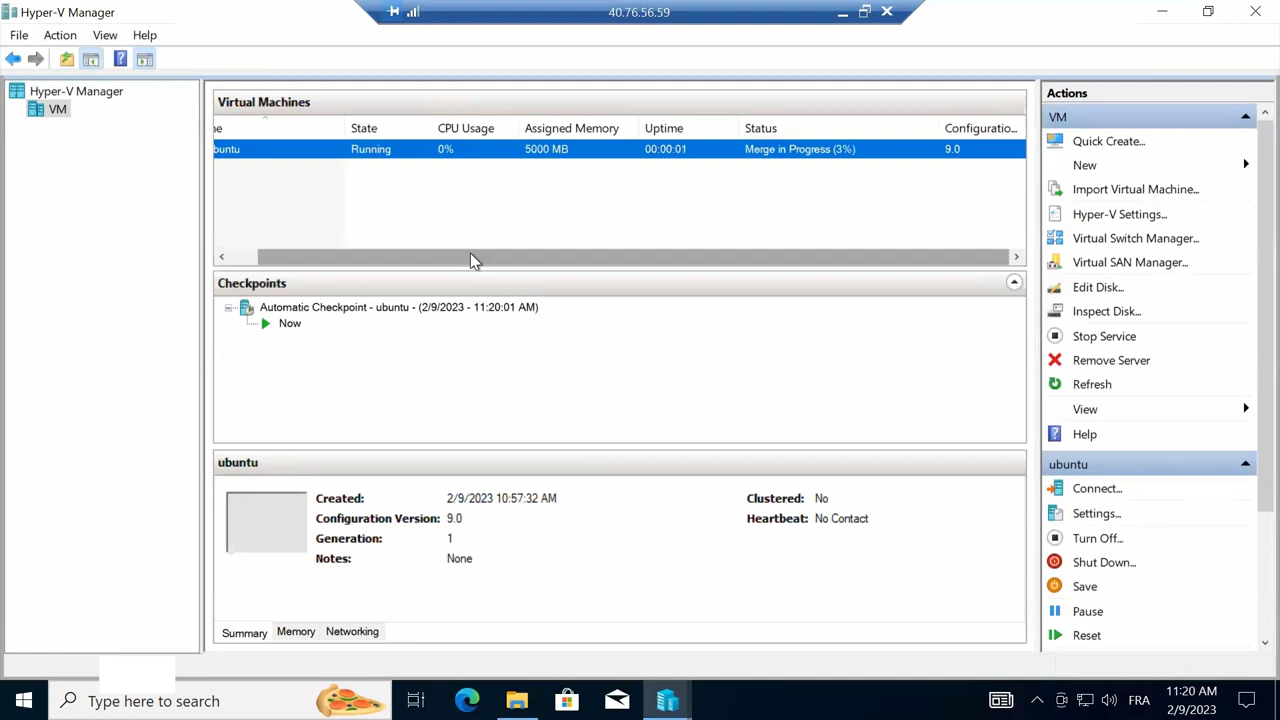 Hyper-V Manager
40.76.56.59
File Action View Help
Hyper-V Manager
VM
Virtual Machines
ne State CPU Usage Assigned Memory Uptime Status Configuratio...
buntu Running 0% 5000 MB 00:00:01 Merge in Progress (3%) 9.0
Checkpoints
Automatic Checkpoint - ubuntu - (2/9/2023 - 11:20:01 AM)
Now
ubuntu
Created: 2/9/2023 10:57:32 AM Clustered: No
Configuration Version: 9.0 Heartbeat: No Contact
Generation: 1
Notes: None
Summary Memory Networking
Actions
VM
Quick Create...
New
Import Virtual Machine...
Hyper-V Settings...
Virtual Switch Manager...
Virtual SAN Manager...
Edit Disk...
Inspect Disk...
Stop Service
Remove Server
Refresh
View
Help
ubuntu
Connect...
Settings...
Turn Off...
Shut Down...
Save
Pause
Reset
Type here to search
FRA
11:20 AM
2/9/2023